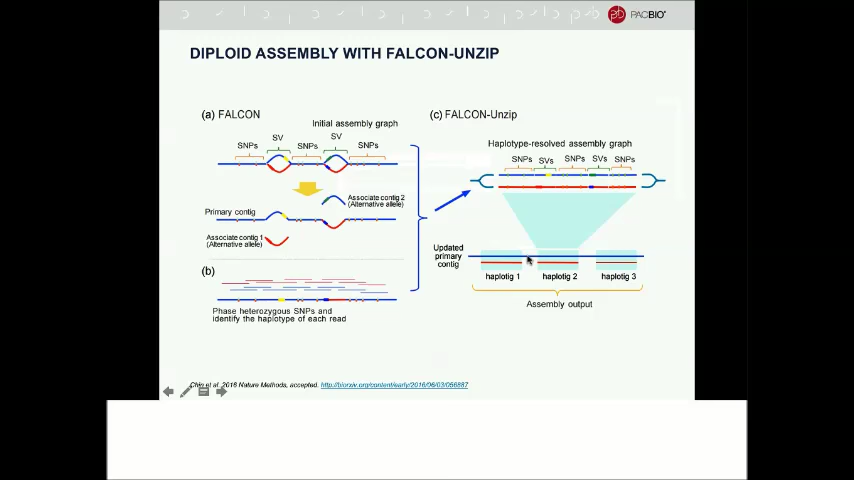 PACBIO
DIPLOID ASSEMBLY WITH FALCON-UNZIP
(a) FALCON
Initial assembly graph
SNPs
SV
SNPs
SV
SNPs
Primary contig
Associate contig 2
(Alternative allele)
Associate contig 1
(Alternative allele)
(b)
Phase heterozygous SNPs and
identify the haplotype of each read
(c) FALCON-Unzip
Haplotype-resolved assembly graph
SNPs
SVs
SNPs
SVs
SNPs
Updated
primary
contig
haplotig 1
haplotig 2
haplotig 3
Assembly output
Chin et al. 2016 Nature Methods, accepted. http://biorxiv.org/content/early/2016/06/03/056887